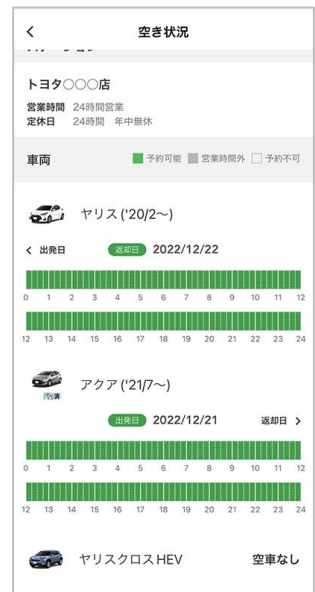 空き状況
トヨタ○○○店
営業時間 24時間営業
定休日 24時間 年中無休
車両 予約可能 営業時間外 予約不可
ヤリス('20/2～)
出発日 返却日 2022/12/22
0 1 2 3 4 5 6 7 8 9 10 11 12
12 13 14 15 16 17 18 19 20 21 22 23 24
アクア('21/7～)
出発日 2022/12/21 返却日
0 1 2 3 4 5 6 7 8 9 10 11 12
12 13 14 15 16 17 18 19 20 21 22 23 24
ヤリスクロスHEV 空車なし